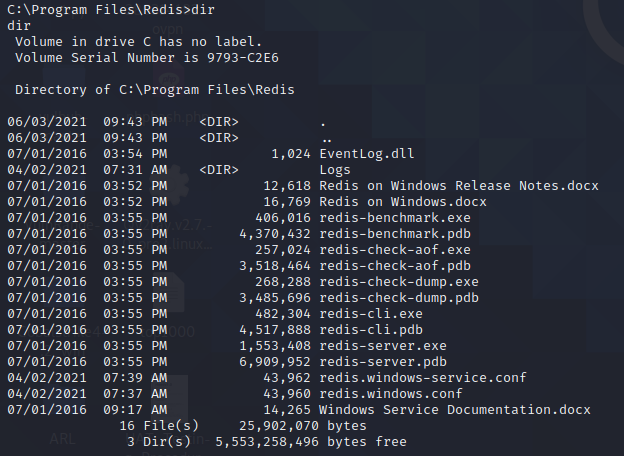 C:\Program Files\Redis>dir
dir
 Volume in drive C has no label.
 Volume Serial Number is 9793-C2E6

 Directory of C:\Program Files\Redis

06/03/2021  09:43 PM    <DIR>          .
06/03/2021  09:43 PM    <DIR>          ..
07/01/2016  03:54 PM             1,024 EventLog.dll
04/02/2021  07:31 AM    <DIR>          Logs
07/01/2016  03:52 PM            12,618 Redis on Windows Release Notes.docx
07/01/2016  03:52 PM            16,769 Redis on Windows.docx
07/01/2016  03:55 PM           406,016 redis-benchmark.exe
07/01/2016  03:55 PM         4,370,432 redis-benchmark.pdb
07/01/2016  03:55 PM           257,024 redis-check-aof.exe
07/01/2016  03:55 PM         3,518,464 redis-check-aof.pdb
07/01/2016  03:55 PM           268,288 redis-check-dump.exe
07/01/2016  03:55 PM         3,485,696 redis-check-dump.pdb
07/01/2016  03:55 PM           482,304 redis-cli.exe
07/01/2016  03:55 PM         4,517,888 redis-cli.pdb
07/01/2016  03:55 PM         1,553,408 redis-server.exe
07/01/2016  03:55 PM         6,909,952 redis-server.pdb
04/02/2021  07:39 AM            43,962 redis.windows-service.conf
04/02/2021  07:37 AM            43,960 redis.windows.conf
07/01/2016  09:17 AM            14,265 Windows Service Documentation.docx
              16 File(s)     25,902,070 bytes
               3 Dir(s)   5,553,258,496 bytes free